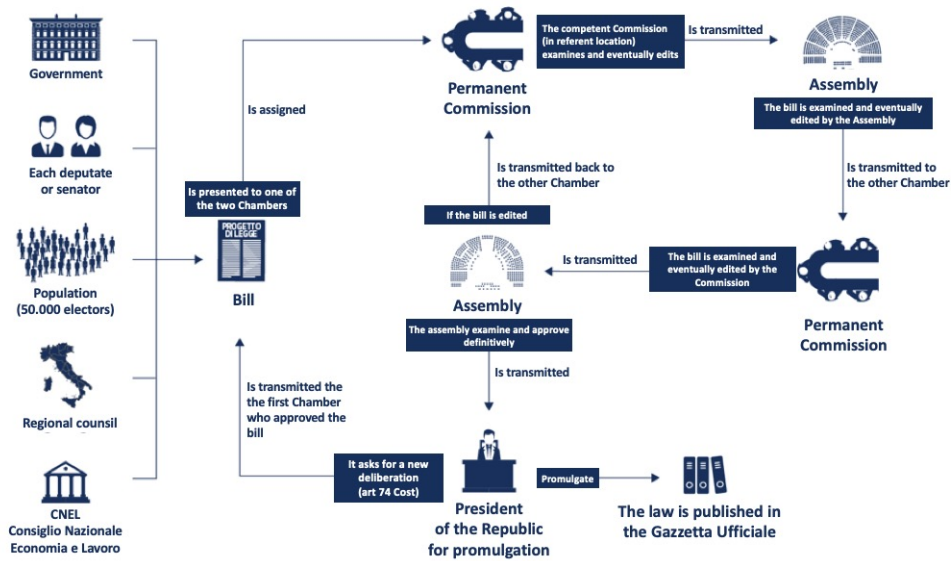 Government
Each deputate
or senator
Population
(50.000 electors)
Regional counsil
CNEL
Consiglio Nazionale
Economia e Lavoro
Is presented to one of
the two Chambers
PROGETTO
DI LEGGE
Bill
Is assigned
Permanent
Commission
The competent Commission
(in referent location)
examines and eventually edits
Is transmitted
Assembly
The bill is examined and eventually
edited by the Assembly
Is transmitted to
the other Chamber
Permanent
Commission
The bill is examined and
eventually edited by the
Commission
Is transmitted
Is transmitted back to
the other Chamber
If the bill is edited
Assembly
The assembly examine and approve
definitively
Is transmitted
President
of the Republic
for promulgation
It asks for a new
deliberation
(art 74 Cost)
Is transmitted the
the first Chamber
who approved the
bill
Promulgate
The law is published in
the Gazzetta Ufficiale